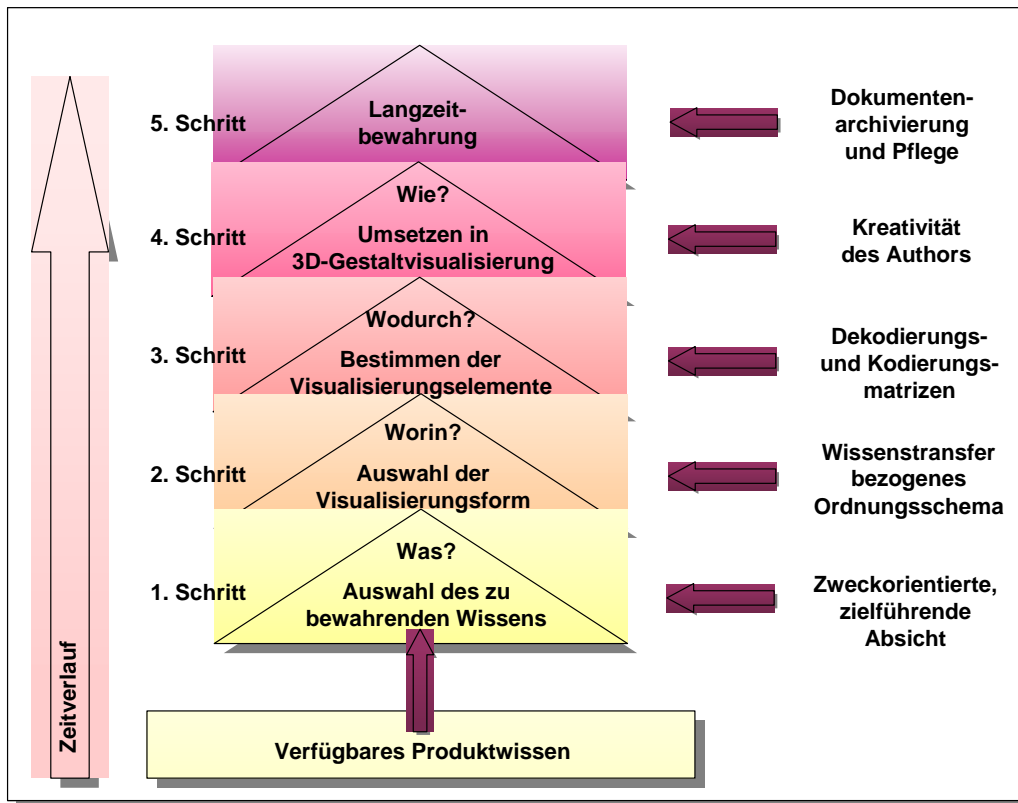 5. Schritt
Langzeit-
bewahrung
Dokumenten-
archivierung
und Pflege
4. Schritt
Wie?
Umsetzen in
3D-Gestaltvisualisierung
Kreativität
des Authors
3. Schritt
Wodurch?
Bestimmen der
Visualisierungselemente
Dekodierungs-
und Kodierungs-
matrizen
2. Schritt
Worin?
Auswahl der
Visualisierungsform
Wissenstransfer
bezogenes
Ordnungsschema
1. Schritt
Was?
Auswahl des zu
bewahrenden Wissens
Zweckorientierte,
zielführende
Absicht
Zeitverlauf
Verfügbares Produktwissen